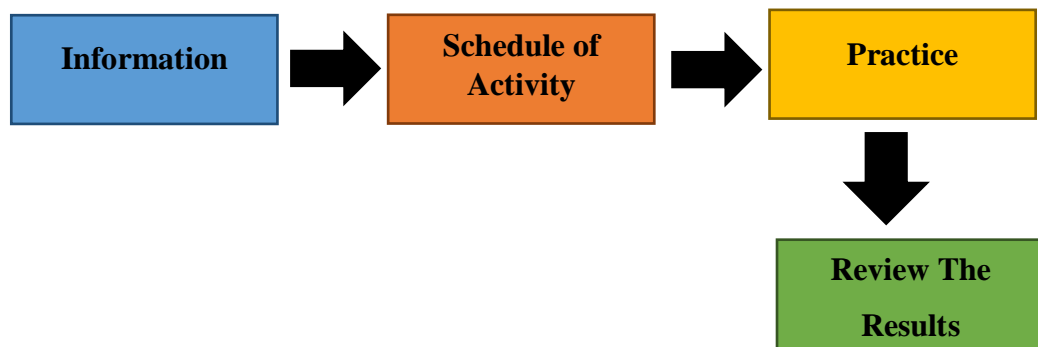 Information
Schedule of
Activity
Practice
Review The
Results